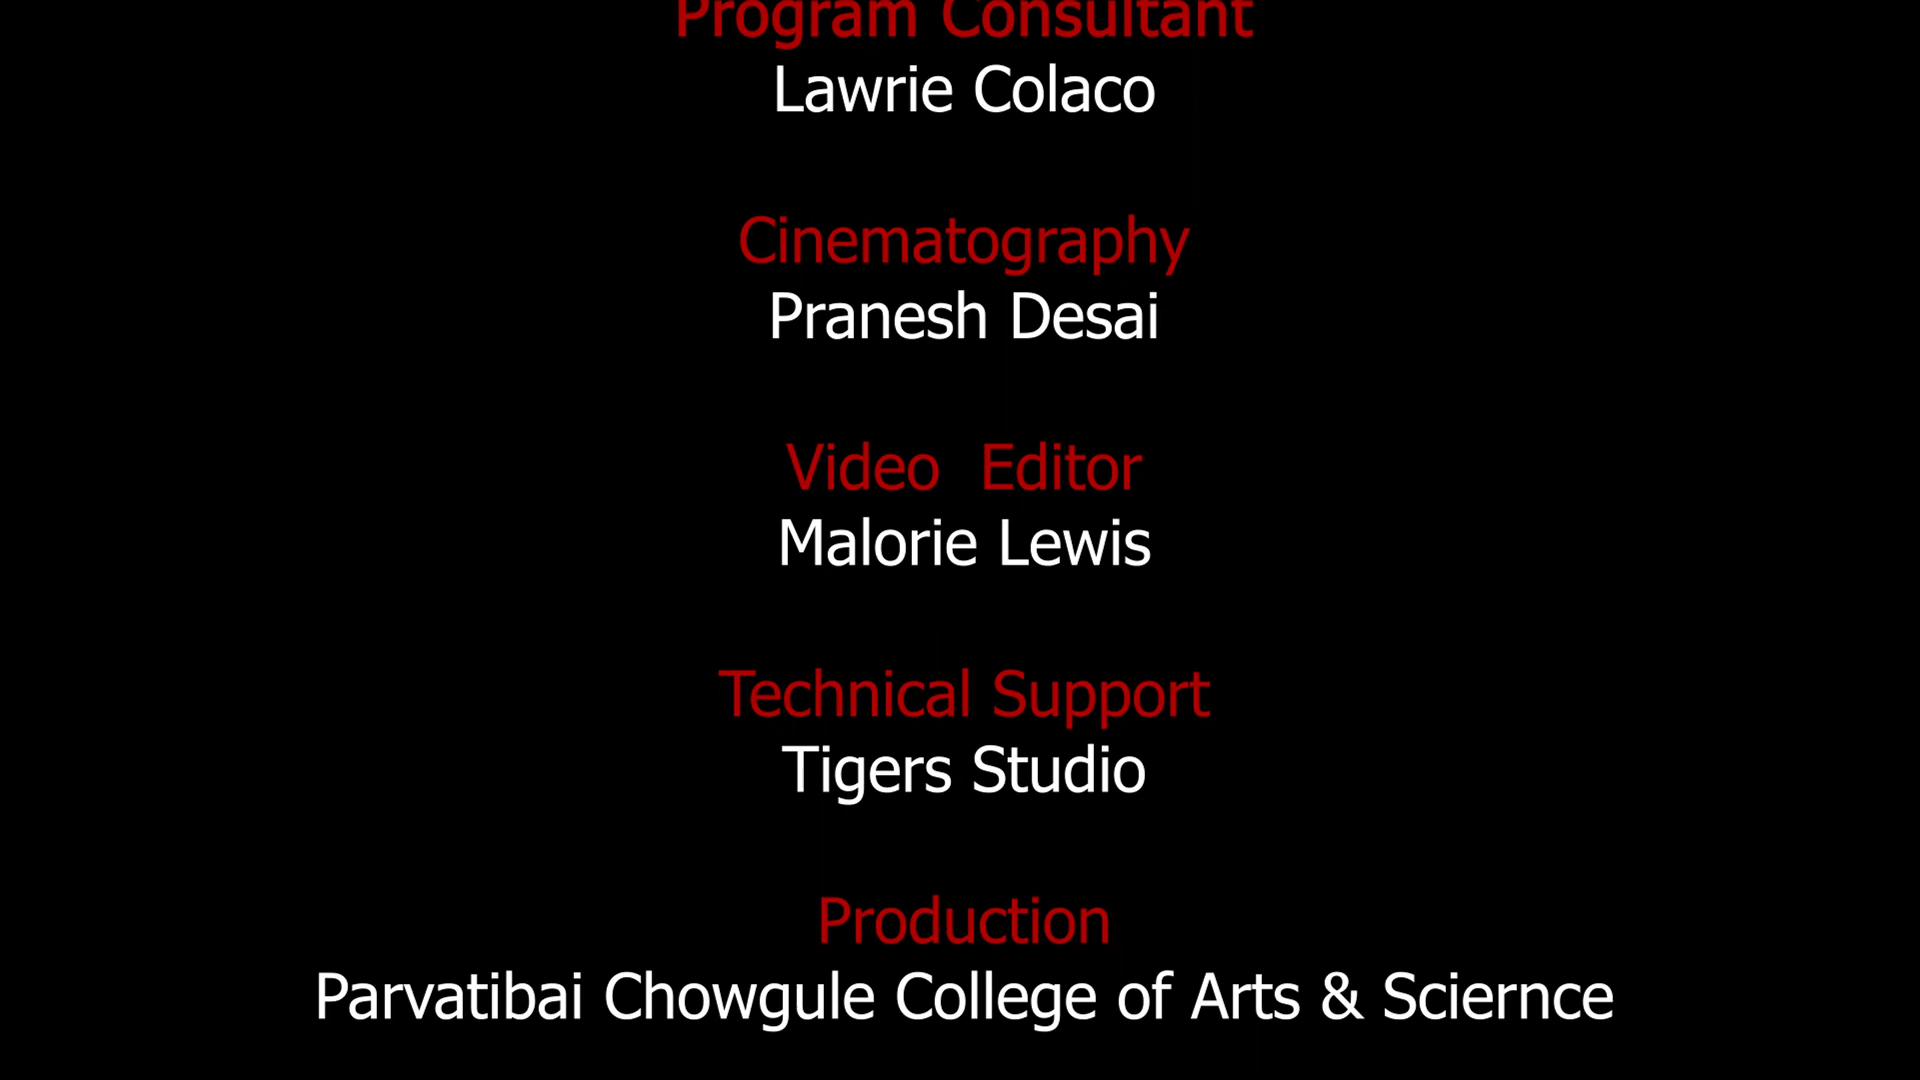 Program Consultant
Lawrie Colaco
Cinematography
Pranesh Desai
Video  Editor
Malorie Lewis
Technical Support
Tigers Studio
Production
Parvatibai Chowgule College of Arts & Sciernce